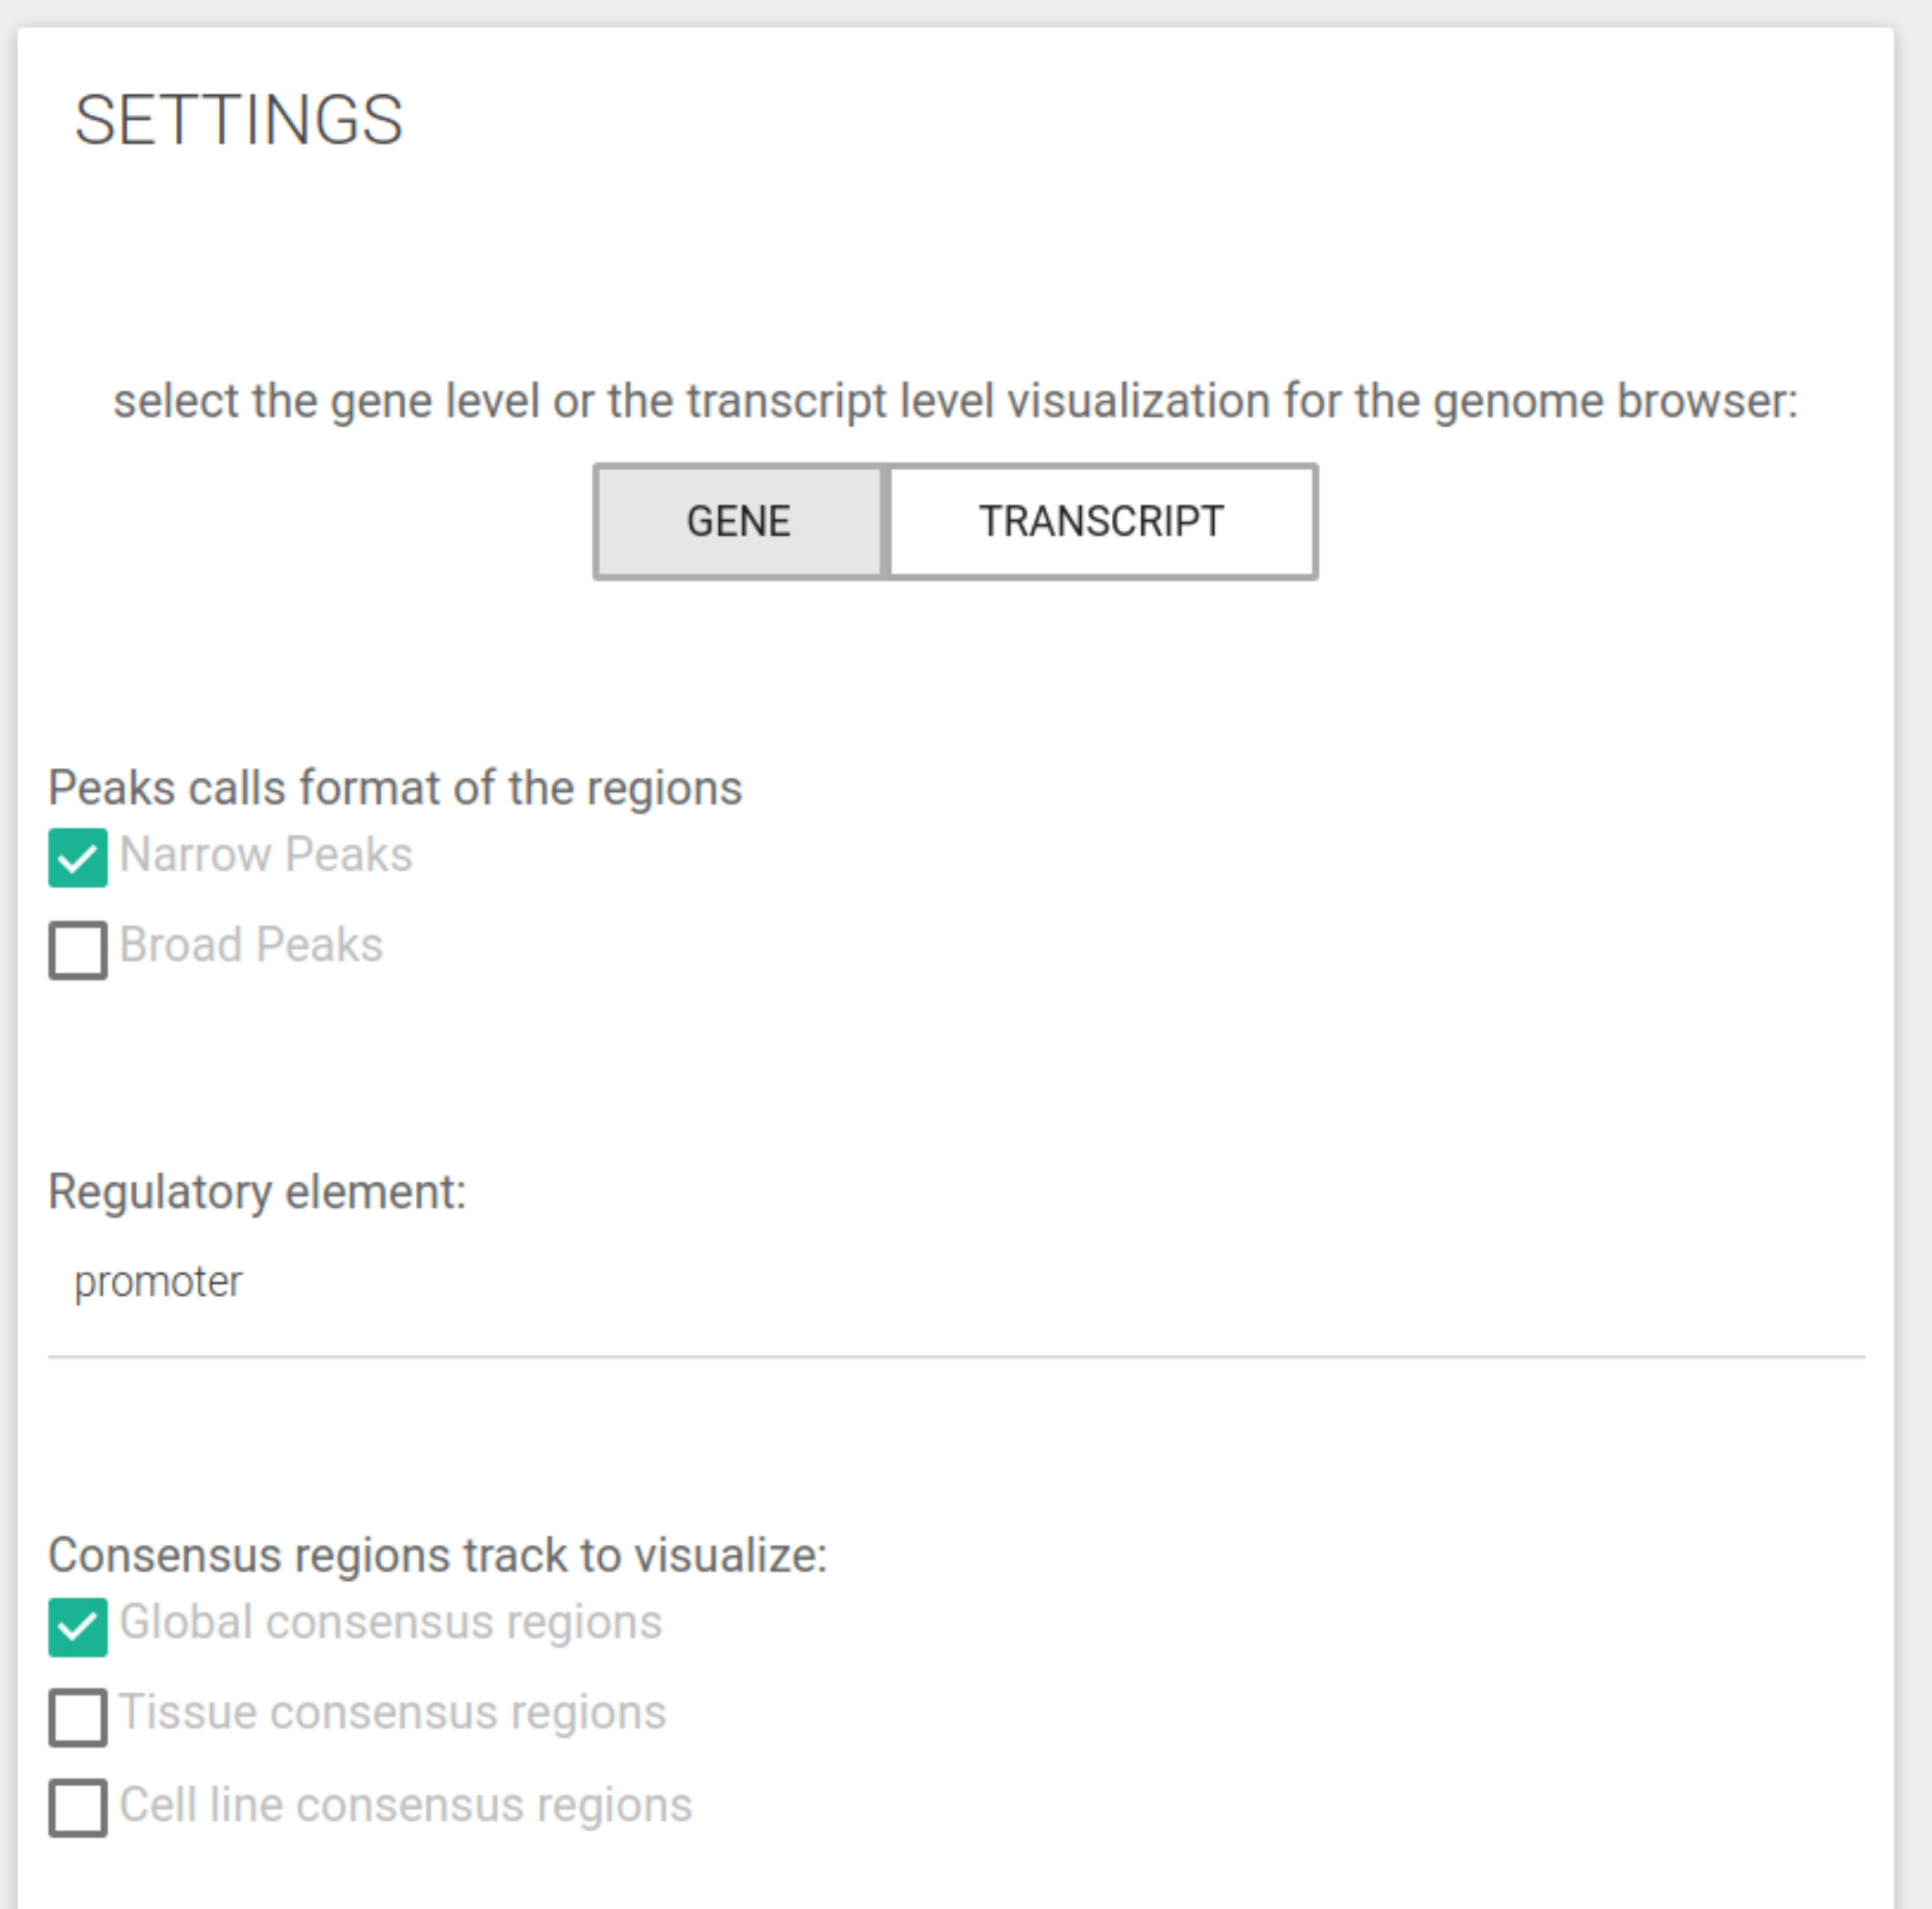 SETTINGS
select the gene level or the transcript level visualization for the genome browser:
GENE TRANSCRIPT
Peaks calls format of the regions
Narrow Peaks
Broad Peaks
Regulatory element:
promoter
Consensus regions track to visualize:
Global consensus regions
Tissue consensus regions
Cell line consensus regions